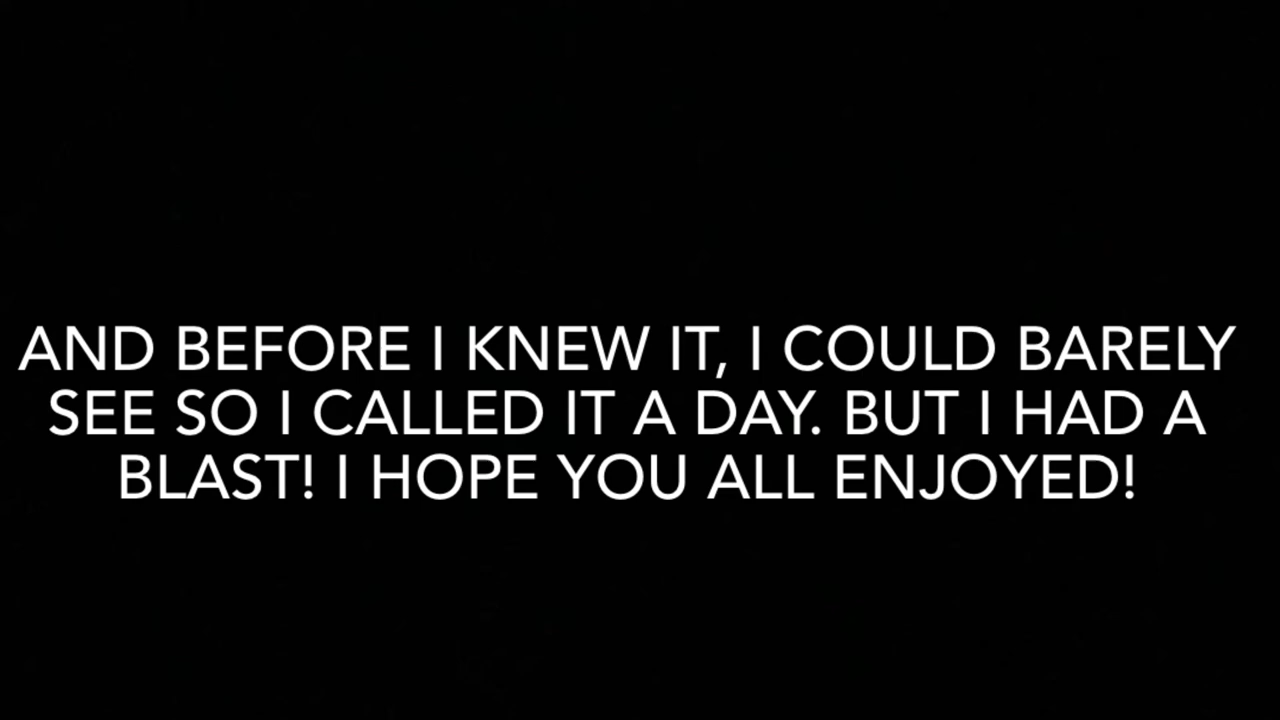 AND BEFORE I KNEW IT, I COULD BARELY
SEE SO I CALLED IT A DAY. BUT I HAD A
BLAST! I HOPE YOU ALL ENJOYED!